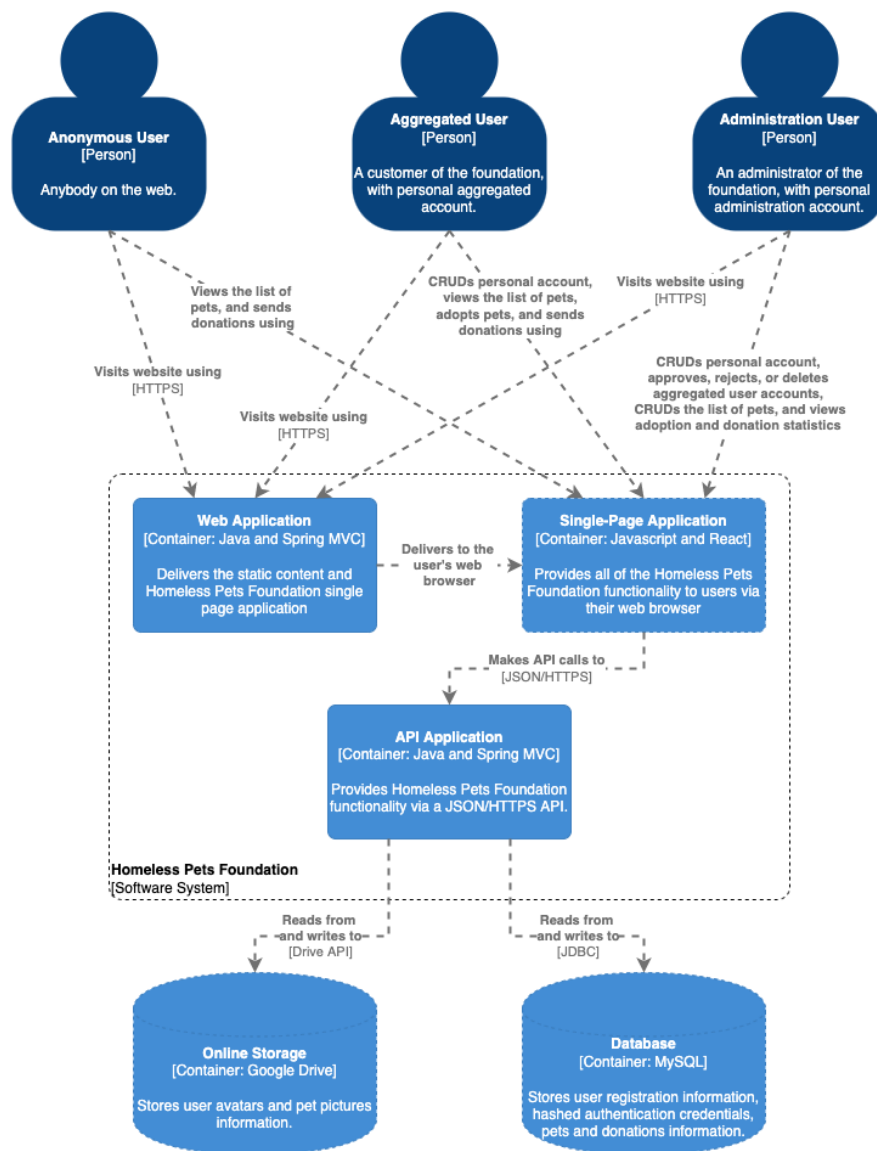 Anonymous User
[Person]
Anybody on the web.
Aggregated User
[Person]
A customer of the foundation,
with personal aggregated
account.
Administration User
[Person]
An administrator of the
foundation, with personal
administration account.
Views the list of
pets, and sends
donations using
CRUDs personal account,
views the list of pets,
adopts pets, and sends
donations using
Visits website using
[HTTPS]
Visits website using
[HTTPS]
Visits website using
[HTTPS]
CRUDs personal account,
approves, rejects, or deletes
aggregated user accounts,
CRUDs the list of pets, and views
adoption and donation statistics
Web Application
[Container: Java and Spring MVC]
Delivers the static content and
Homeless Pets Foundation single
page application
Delivers to the
user's web
browser
Single-Page Application
[Container: Javascript and React]
Provides all of the Homeless Pets
Foundation functionality to users via
their web browser
Makes API calls to
[JSON/HTTPS]
API Application
[Container: Java and Spring MVC]
Provides Homeless Pets Foundation
functionality via a JSON/HTTPS API.
Homeless Pets Foundation
[Software System]
Reads from
and writes to
[Drive API]
Reads from
and writes to
[JDBC]
Online Storage
[Container: Google Drive]
Stores user avatars and pet pictures
information.
Database
[Container: MySQL]
Stores user registration information,
hashed authentication credentials,
pets and donations information.